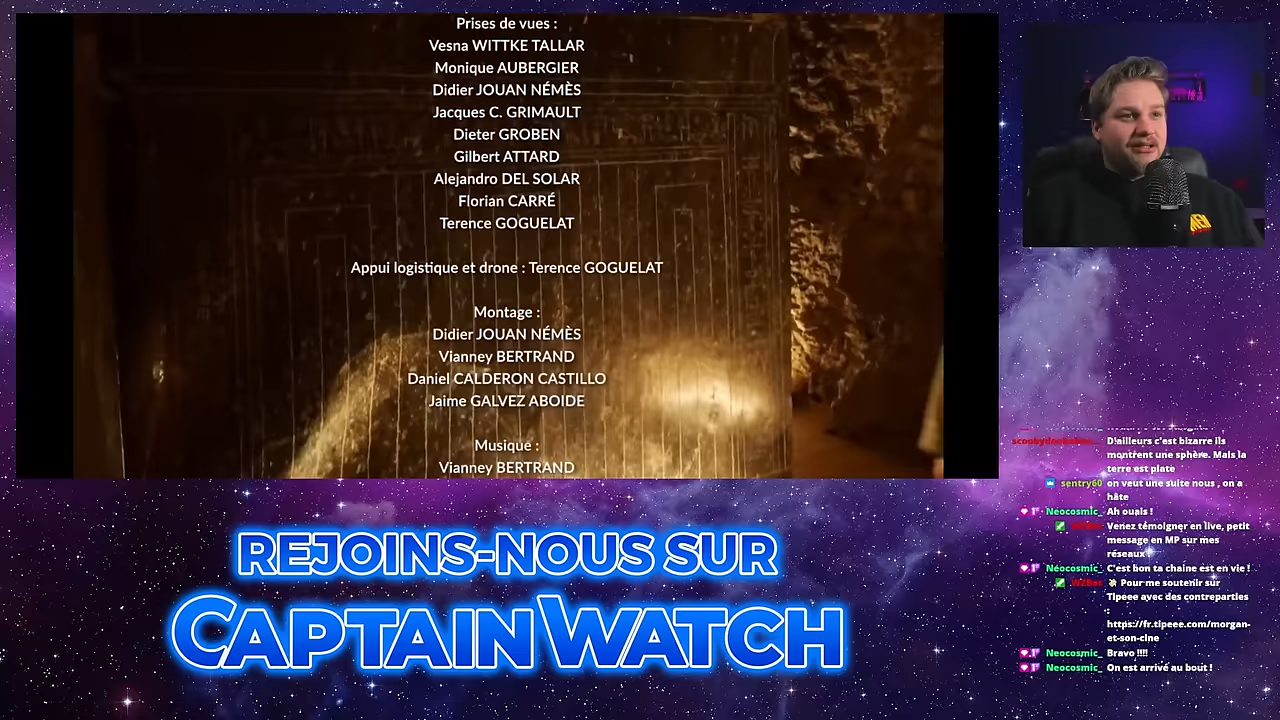 Prises de vues :
Vesna WITTKE TALLAR
Monique AUBERGIER
Didier JOUAN NÉMÈS
Jacques C. GRIMAULT
Dieter GROBEN
Gilbert ATTARD
Alejandro DEL SOLAR
Florian CARRÉ
Terence GOGUELAT
Appui logistique et drone : Terence GOGUELAT
Montage :
Didier JOUAN NÉMÈS
Vianney BERTRAND
Daniel CALDERON CASTILLO
Jaime GALVEZ ABOIDE
Musique :
Vianney BERTRAND
REJOINS-NOUS SUR
CAPTAINWATCH
D'ailleurs c'est bizarre ils
montrent une sphère. Mais la
terre est plate
sentry60 on veut une suite nous , on a
hâte
Neocosmic_ Ah ouais !
Venez témoigner en live, petit
message en MP sur mes
réseaux !
Neocosmic_ C'est bon ta chaine est en vie !
Pour me soutenir sur
Tipeee avec des contreparties
:
https://fr.tipeee.com/morgan-
et-son-cine
Neocosmic_ Bravo !!!!
Neocosmic_ On est arrivé au bout !